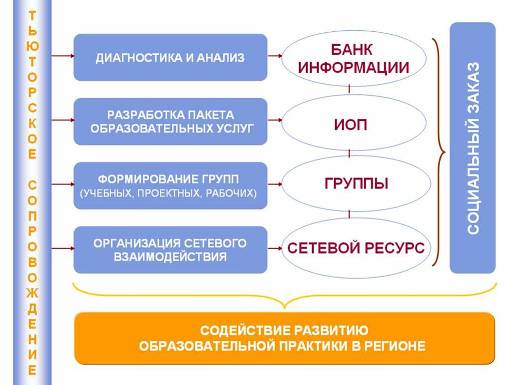 ТЬЮТОРСКОЕ СОПРОВОЖДЕНИЕ
ДИАГНОСТИКА И АНАЛИЗ
БАНК
ИНФОРМАЦИИ
РАЗРАБОТКА ПАКЕТА
ОБРАЗОВАТЕЛЬНЫХ УСЛУГ
ИОП
ФОРМИРОВАНИЕ ГРУПП
(УЧЕБНЫХ, ПРОЕКТНЫХ, РАБОЧИХ)
ГРУППЫ
ОРГАНИЗАЦИЯ СЕТЕВОГО
ВЗАИМОДЕЙСТВИЯ
СЕТЕВОЙ РЕСУРС
СОЦИАЛЬНЫЙ ЗАКАЗ
СОДЕЙСТВИЕ РАЗВИТИЮ
ОБРАЗОВАТЕЛЬНОЙ ПРАКТИКИ В РЕГИОНЕ